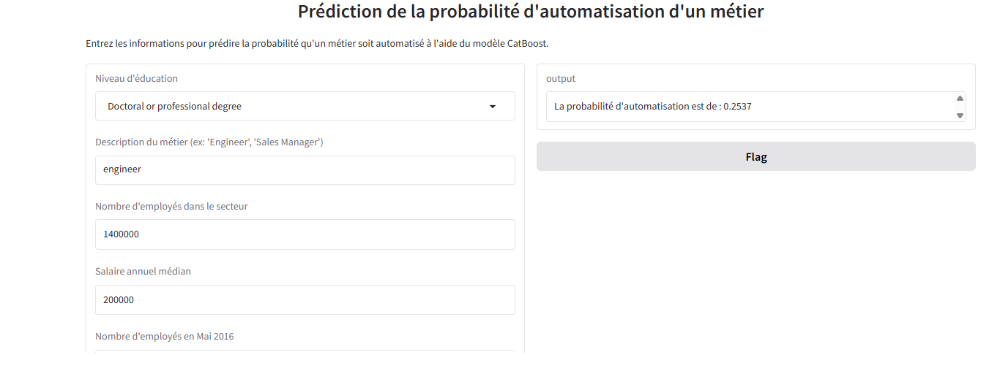 Prédiction de la probabilité d'automatisation d'un métier
Entrez les informations pour prédire la probabilité qu'un métier soit automatisé à l'aide du modèle CatBoost.
Niveau d'éducation
Doctoral or professional degree
Description du métier (ex: 'Engineer', 'Sales Manager')
engineer
Nombre d'employés dans le secteur
1400000
Salaire annuel médian
200000
Nombre d'employés en Mai 2016
output
La probabilité d'automatisation est de : 0.2537
Flag